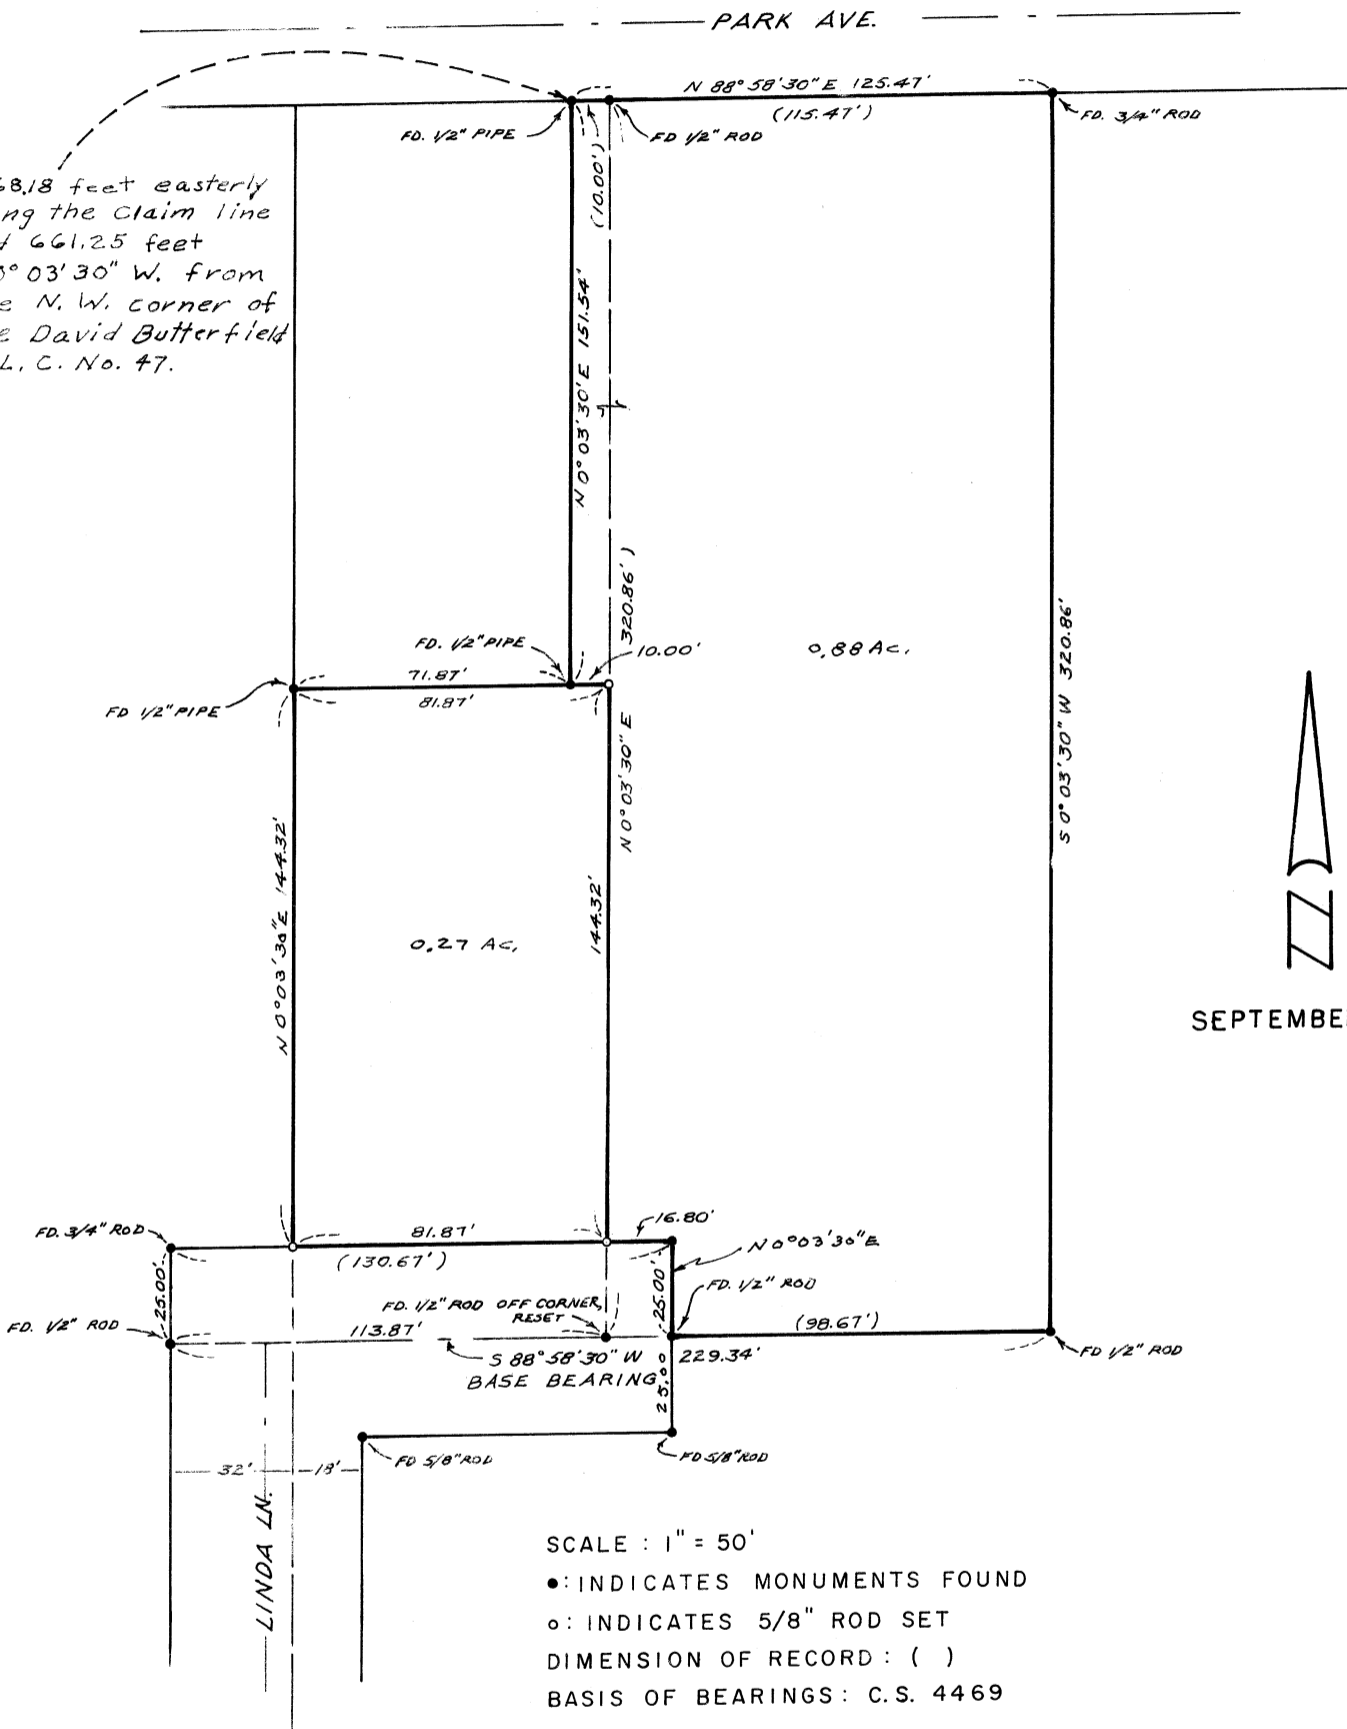 PARK AVE.
N 88° 58' 30" E 125.47'
(115.47')
FD. 1/2" PIPE
FD 1/2" ROD
FD. 3/4" ROD
(10.00')
68.18 feet easterly
ng the Claim line
d 661.25 feet
0° 03' 30" W. from
e N. W. corner of
e David Butterfield
L. C. No. 47.
N 0° 03' 30" E 151.54'
320.86')
FD. 1/2" PIPE
10.00'
0.88 Ac.
S 0° 03' 30" W 320.86'
71.87'
81.87'
FD 1/2" PIPE
N 0° 03' 30" E
N 0° 03' 30" E 144.32'
144.32'
0.27 Ac.
N
SEPTEMBE
FD. 3/4" ROD
81.87'
16.80'
(130.67')
N 0° 03' 30" E
25.00'
25.00'
FD. 1/2" ROD
FD. 1/2" ROD OFF CORNER,
RESET
FD. 1/2" ROD
113.87'
(98.67')
S 88° 58' 30" W 229.34'
BASE BEARING
25.00
FD 1/2" ROD
32'
18'
FD 5/8" ROD
FD 5/8" ROD
LINDA LN.
SCALE : 1" = 50'
●: INDICATES MONUMENTS FOUND
o: INDICATES 5/8" ROD SET
DIMENSION OF RECORD : ( )
BASIS OF BEARINGS: C.S. 4469